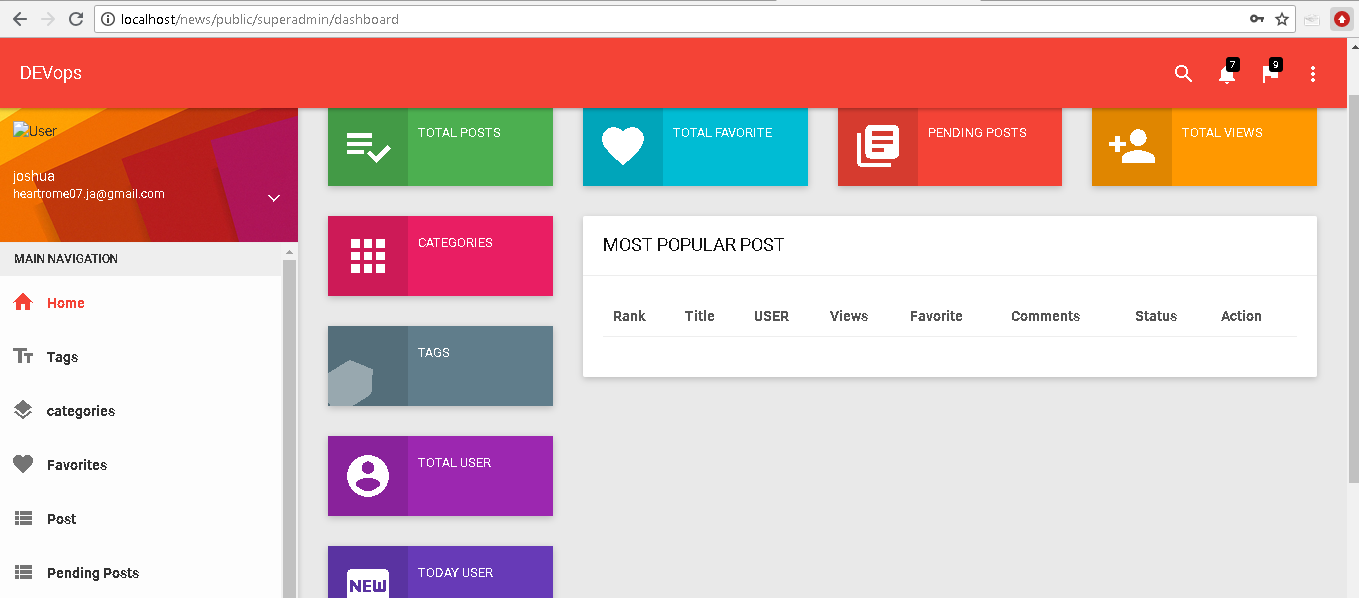 localhost/news/public/superadmin/dashboard
DEVops
7
9
User
joshua
heartrome07.ja@gmail.com
MAIN NAVIGATION
Home
Tags
categories
Favorites
Post
Pending Posts
TOTAL POSTS
TOTAL FAVORITE
PENDING POSTS
TOTAL VIEWS
CATEGORIES
TAGS
TOTAL USER
NEW
TODAY USER
MOST POPULAR POST
Rank Title USER Views Favorite Comments Status Action